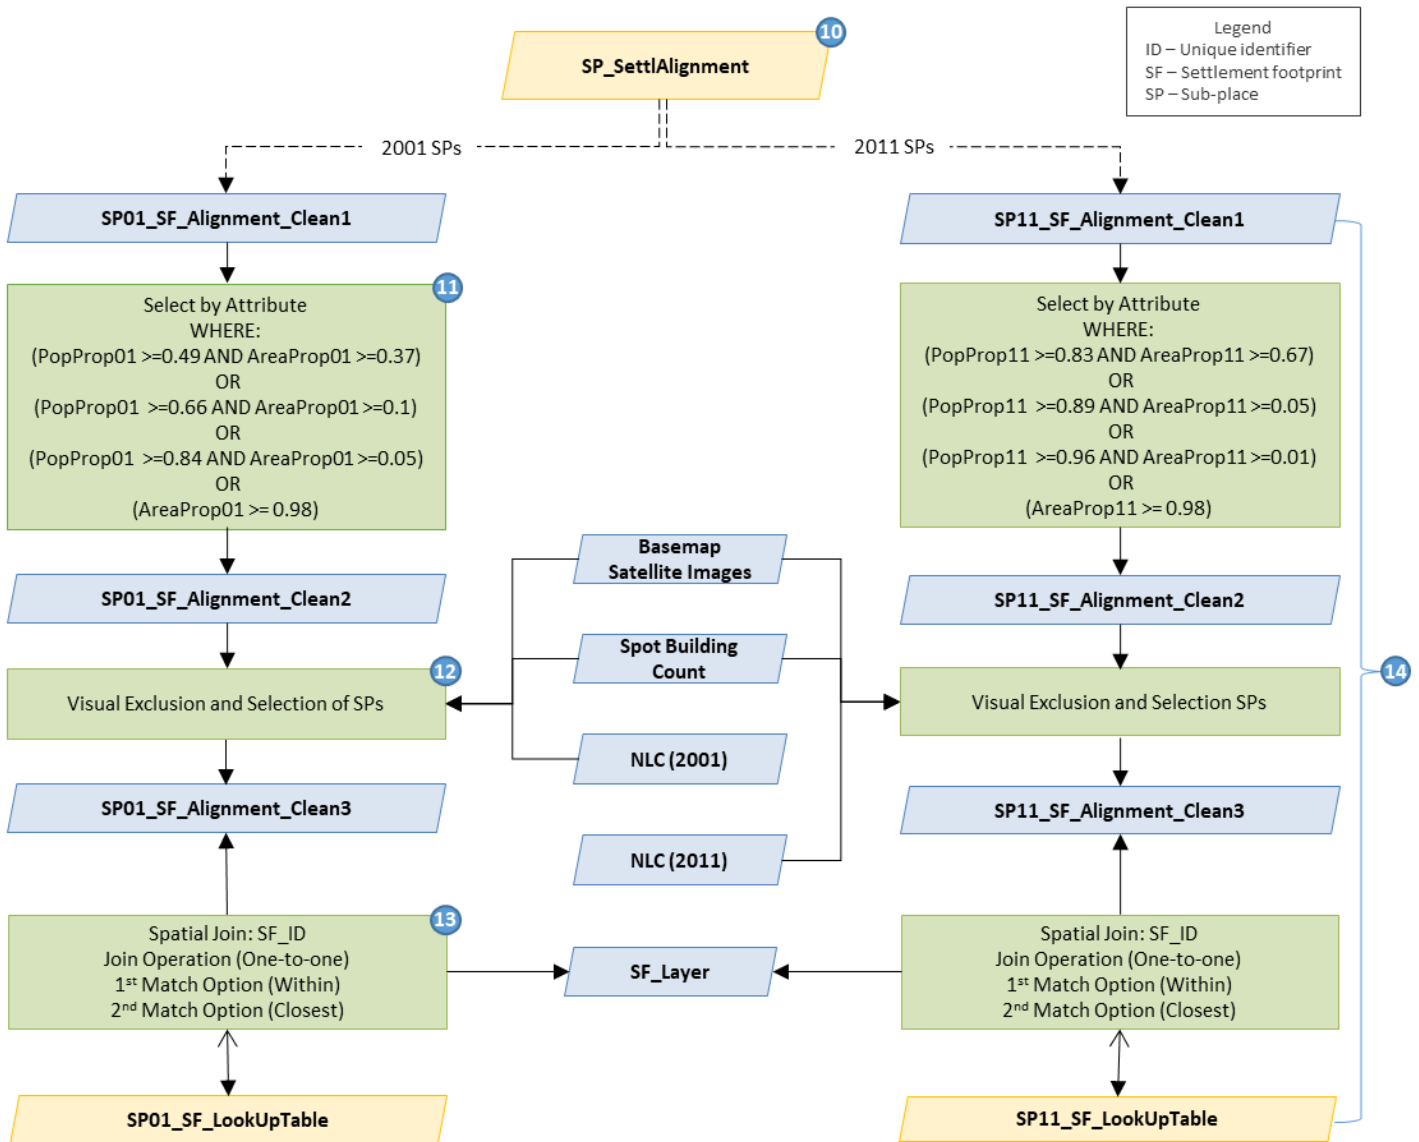 10
SP_SettlAlignment
Legend
ID – Unique identifier
SF – Settlement footprint
SP – Sub-place
2001 SPs
2011 SPs
SP01_SF_Alignment_Clean1
11
Select by Attribute
WHERE:
(PopProp01 >=0.49 AND AreaProp01 >=0.37)
OR
(PopProp01 >=0.66 AND AreaProp01 >=0.1)
OR
(PopProp01 >=0.84 AND AreaProp01 >=0.05)
OR
(AreaProp01 >= 0.98)
SP01_SF_Alignment_Clean2
12
Visual Exclusion and Selection of SPs
SP01_SF_Alignment_Clean3
13
Spatial Join: SF_ID
Join Operation (One-to-one)
1st Match Option (Within)
2nd Match Option (Closest)
SP01_SF_LookUpTable
Basemap
Satellite Images
Spot Building
Count
NLC (2001)
NLC (2011)
SF_Layer
SP11_SF_Alignment_Clean1
Select by Attribute
WHERE:
(PopProp11 >=0.83 AND AreaProp11 >=0.67)
OR
(PopProp11 >=0.89 AND AreaProp11 >=0.05)
OR
(PopProp11 >=0.96 AND AreaProp11 >=0.01)
OR
(AreaProp11 >= 0.98)
SP11_SF_Alignment_Clean2
Visual Exclusion and Selection SPs
14
SP11_SF_Alignment_Clean3
Spatial Join: SF_ID
Join Operation (One-to-one)
1st Match Option (Within)
2nd Match Option (Closest)
SP11_SF_LookUpTable